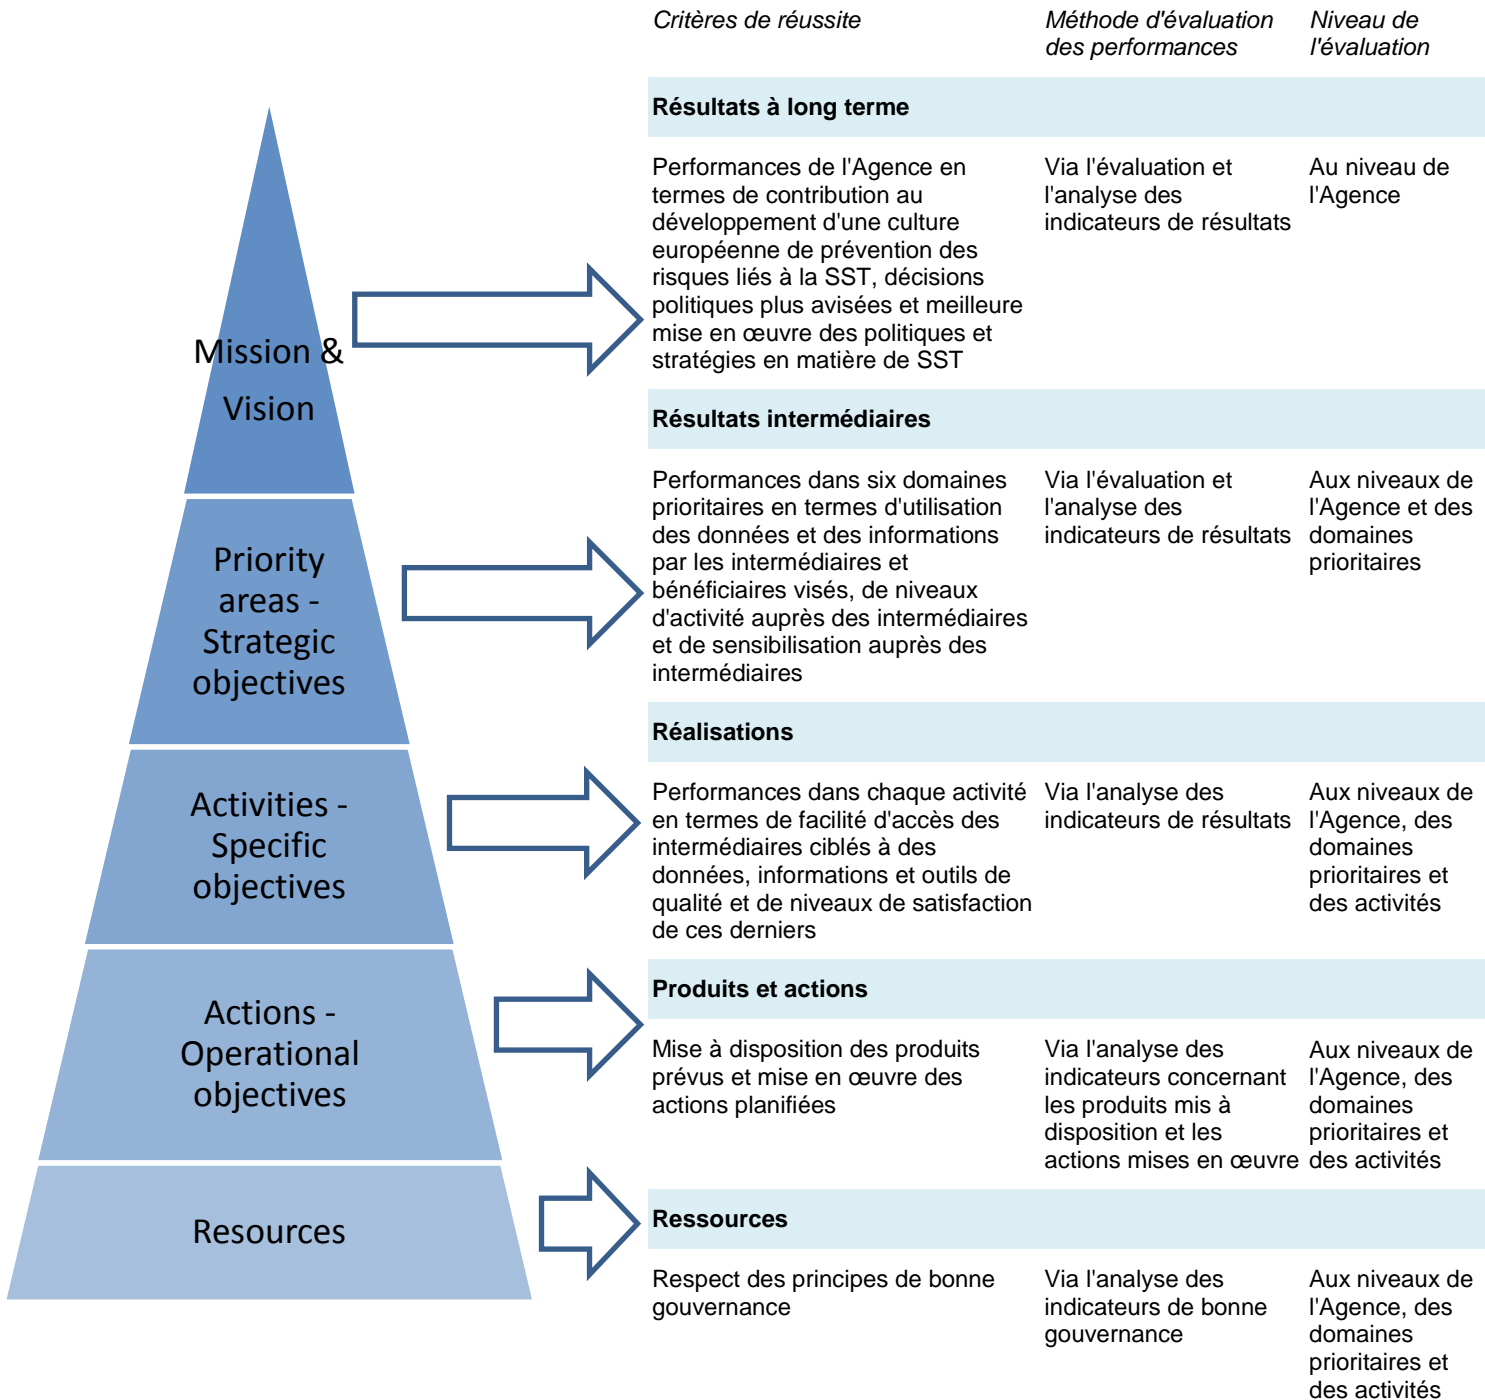 Critères de réussite
Méthode d'évaluation
des performances
Niveau de
l'évaluation
Résultats à long terme
Mission &
Vision
Performances de l'Agence en
termes de contribution au
développement d'une culture
européenne de prévention des
risques liés à la SST, décisions
politiques plus avisées et meilleure
mise en œuvre des politiques et
stratégies en matière de SST
Via l'évaluation et
l'analyse des
indicateurs de résultats
Au niveau de
l'Agence
Résultats intermédiaires
Priority
areas -
Strategic
objectives
Performances dans six domaines
prioritaires en termes d'utilisation
des données et des informations
par les intermédiaires et
bénéficiaires visés, de niveaux
d'activité auprès des intermédiaires
et de sensibilisation auprès des
intermédiaires
Via l'évaluation et
l'analyse des
indicateurs de résultats
Aux niveaux de
l'Agence et des
domaines
prioritaires
Réalisations
Activities -
Specific
objectives
Performances dans chaque activité
en termes de facilité d'accès des
intermédiaires ciblés à des
données, informations et outils de
qualité et de niveaux de satisfaction
de ces derniers
Via l'analyse des
indicateurs de résultats
Aux niveaux de
l'Agence, des
domaines
prioritaires et
des activités
Produits et actions
Actions -
Operational
objectives
Mise à disposition des produits
prévus et mise en œuvre des
actions planifiées
Via l'analyse des
indicateurs concernant
les produits mis à
disposition et les
actions mises en œuvre
Aux niveaux de
l'Agence, des
domaines
prioritaires et
des activités
Ressources
Resources
Respect des principes de bonne
gouvernance
Via l'analyse des
indicateurs de bonne
gouvernance
Aux niveaux de
l'Agence, des
domaines
prioritaires et
des activités